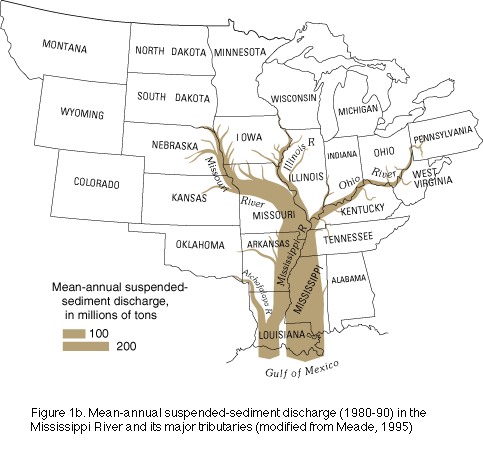 MONTANA
NORTH DAKOTA
MINNESOTA
WISCONSIN
MICHIGAN
SOUTH DAKOTA
WYOMING
NEBRASKA
IOWA
ILLINOIS
Illinois R
INDIANA
OHIO
PENNSYLVANIA
WEST
VIRGINIA
Ohio River
COLORADO
KANSAS
Missouri River
MISSOURI
KENTUCKY
TENNESSEE
OKLAHOMA
ARKANSAS
Mississippi R
MISSISSIPPI
ALABAMA
Atchafalaya R
LOUISIANA
Gulf of Mexico
Mean-annual suspended-
sediment discharge,
in millions of tons
100
200
Figure 1b. Mean-annual suspended-sediment discharge (1980-90) in the
Mississippi River and its major tributaries (modified from Meade, 1995)